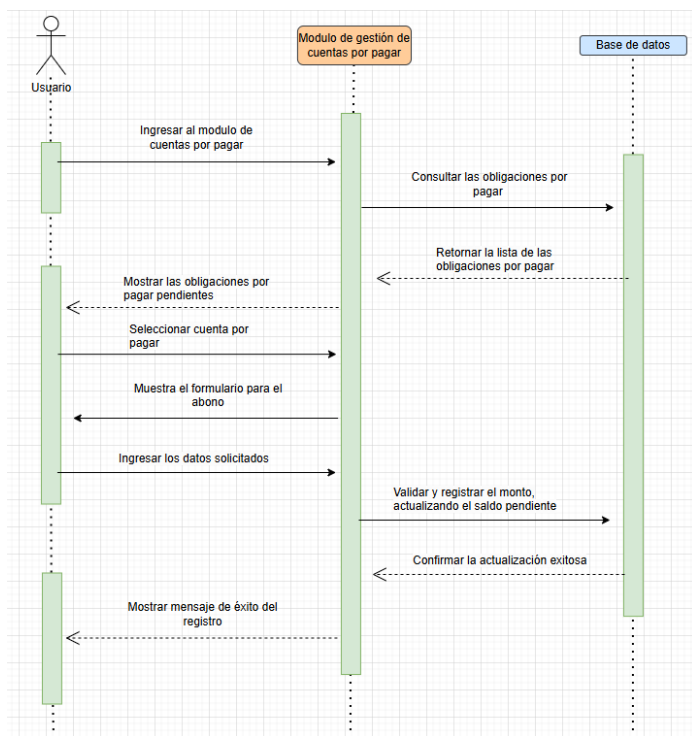 Modulo de gestión de
cuentas por pagar
Base de datos
Usuario
Ingresar al modulo de
cuentas por pagar
Consultar las obligaciones por
pagar
Retornar la lista de las
obligaciones por pagar
Mostrar las obligaciones por
pagar pendientes
Seleccionar cuenta por
pagar
Muestra el formulario para el
abono
Ingresar los datos solicitados
Validar y registrar el monto,
actualizando el saldo pendiente
Confirmar la actualización exitosa
Mostrar mensaje de éxito del
registro